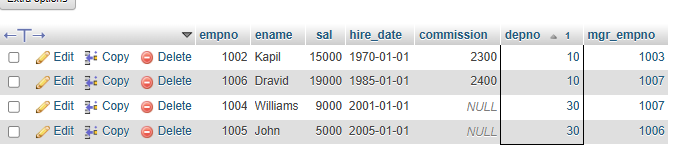 Extra options
empno ename sal hire_date commission depno 1 mgr_empno
Edit Copy Delete 1002 Kapil 15000 1970-01-01 2300 10 1003
Edit Copy Delete 1006 Dravid 19000 1985-01-01 2400 10 1007
Edit Copy Delete 1004 Williams 9000 2001-01-01 NULL 30 1007
Edit Copy Delete 1005 John 5000 2005-01-01 NULL 30 1006